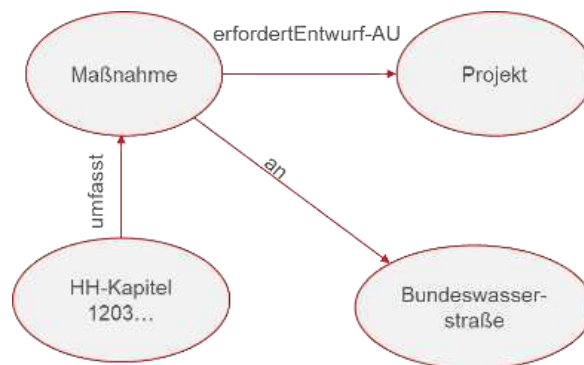 erfordertEntwurf-AU
Maßnahme
Projekt
an
umfasst
HH-Kapitel
1203…
Bundeswasser-
straße